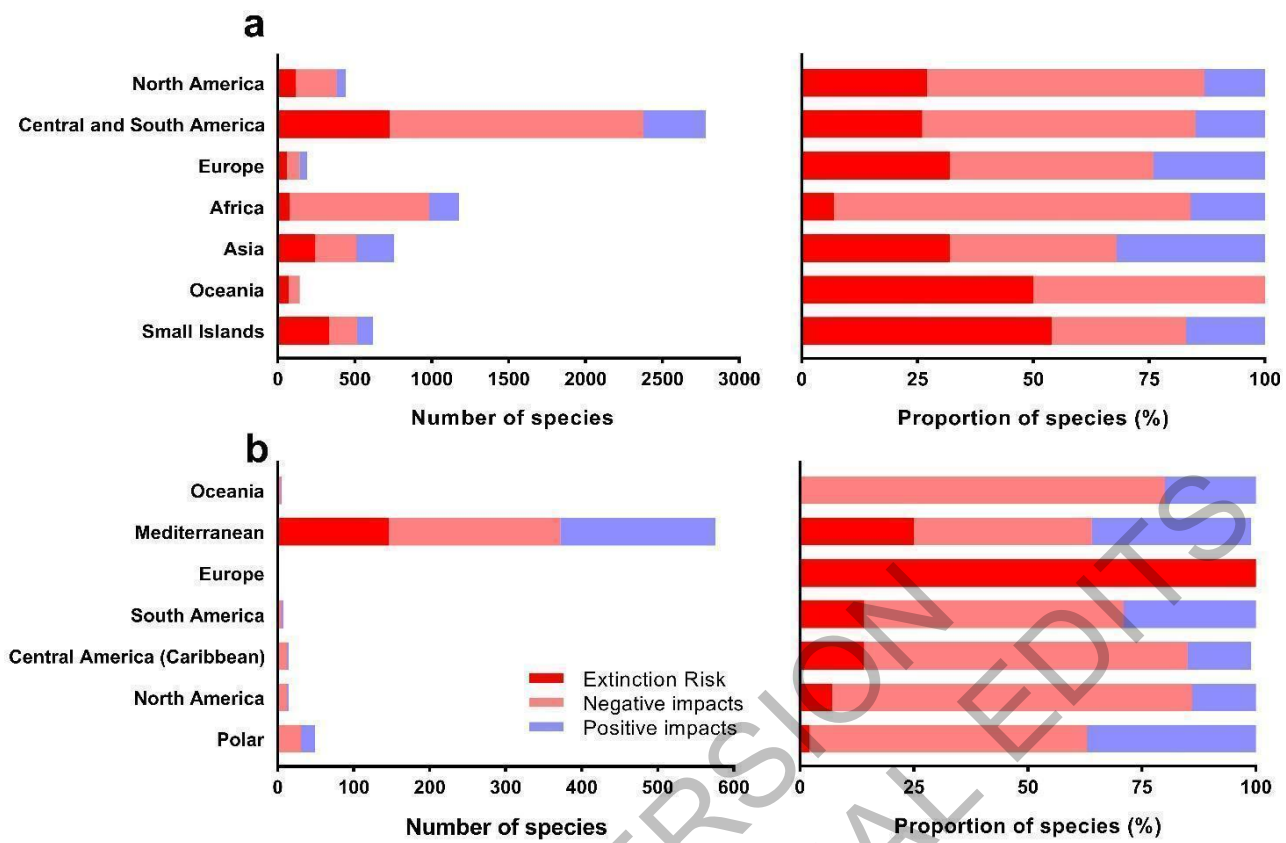 a
North America
Central and South America
Europe
Africa
Asia
Oceania
Small Islands
0 500 1000 1500 2000 2500 3000
Number of species
0 25 50 75 100
Proportion of species (%)
b
Oceania
Mediterranean
Europe
South America
Central America (Caribbean)
North America
Polar
Extinction Risk
Negative impacts
Positive impacts
0 100 200 300 400 500 600
Number of species
0 25 50 75 100
Proportion of species (%)
ERSION
AL EDITS